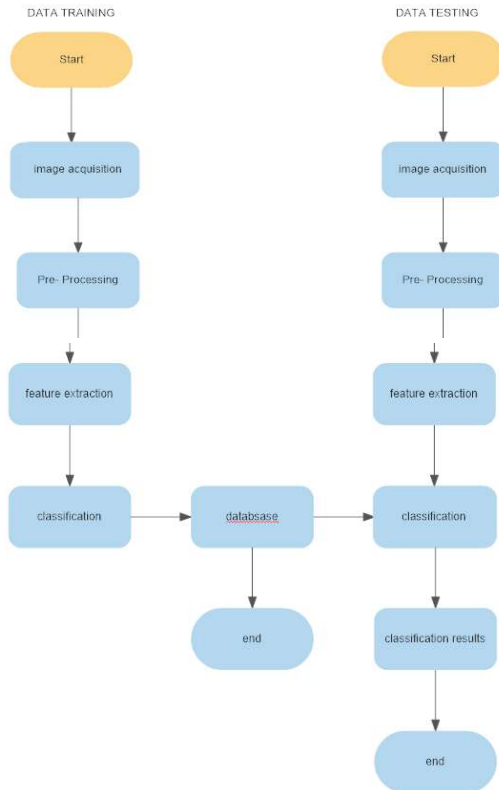 DATA TRAINING
DATA TESTING
Start
Start
image acquisition
image acquisition
Pre- Processing
Pre- Processing
feature extraction
feature extraction
classification
databsase
classification
end
classification results
end